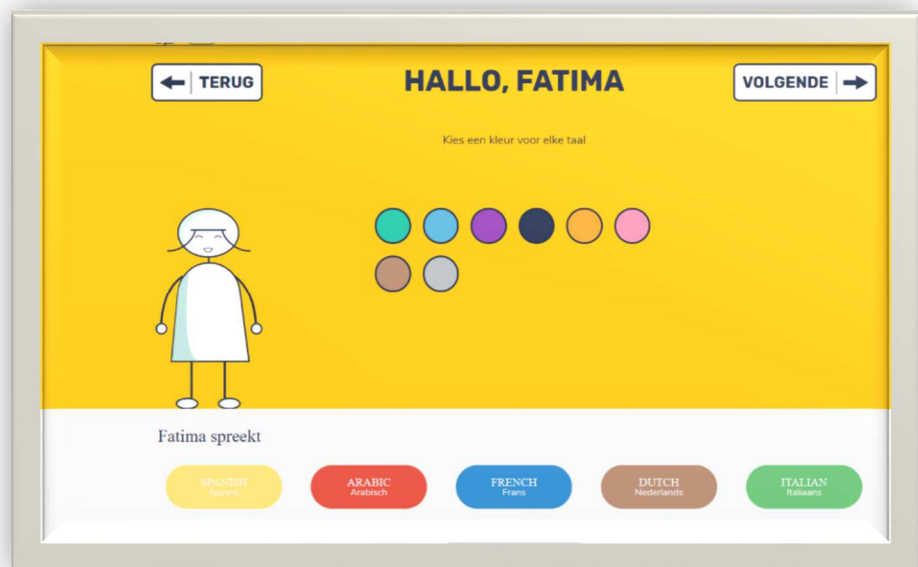 TERUG
HALLO, FATIMA
VOLGENDE
Kies een kleur voor elke taal
Fatima spreekt
SPANISH
ARABIC
Arabisch
FRENCH
Frans
DUTCH
Nederlands
ITALIAN
Italiaans